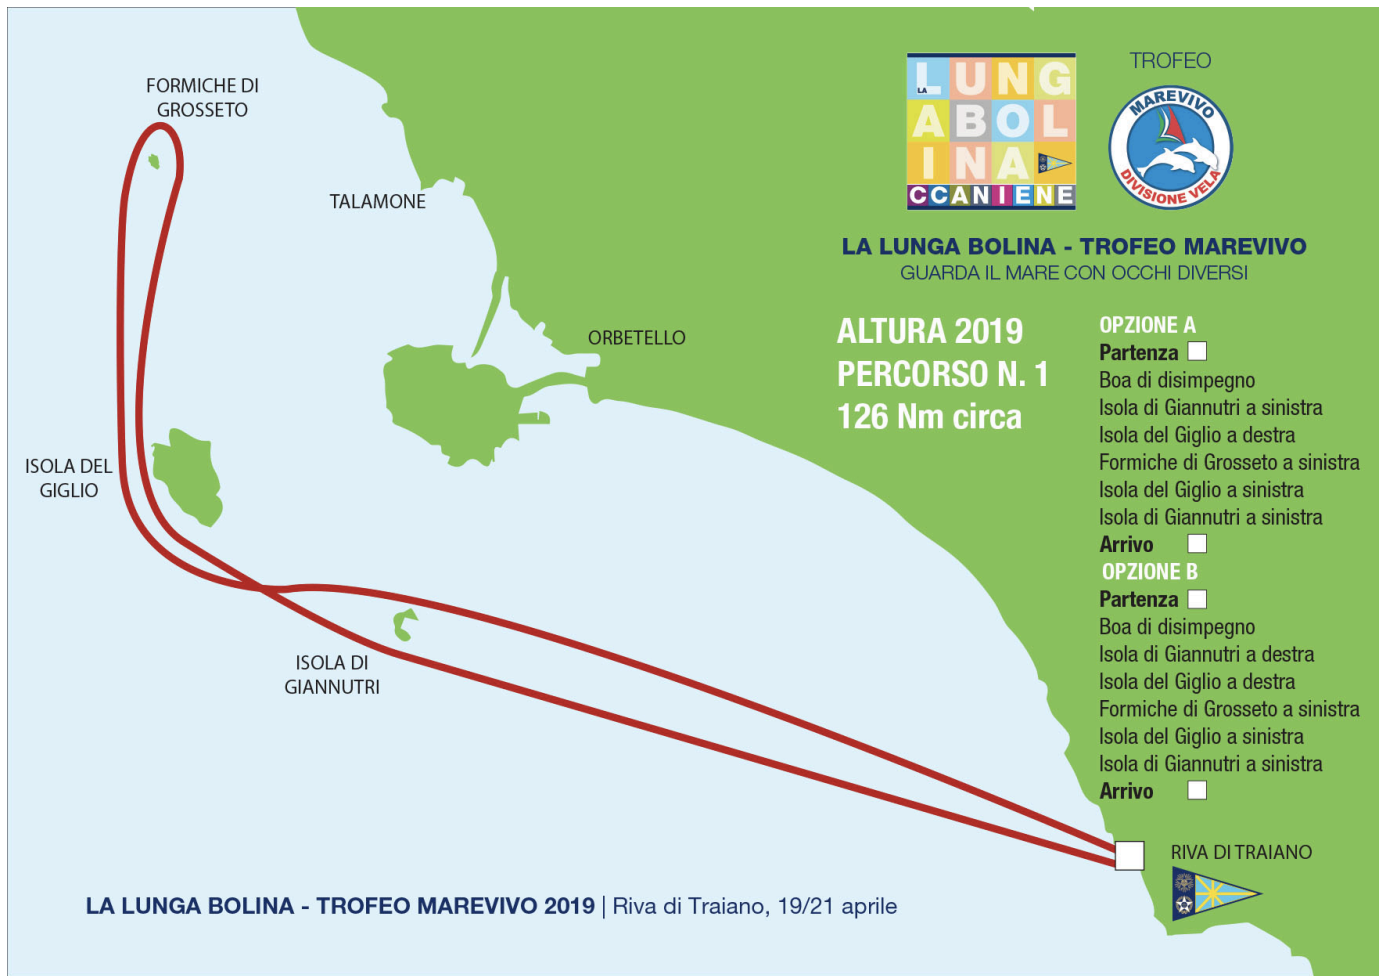 FORMICHE DI
GROSSETO
TALAMONE
ORBETELLO
ISOLA DEL
GIGLIO
ISOLA DI
GIANNUTRI
LA LUNGA BOLINA - TROFEO MAREVIVO 2019 | Riva di Traiano, 19/21 aprile
LA
LUNG
ABOL
INA
CCANIENE
TROFEO
MAREVIVO
DIVISIONE VELA
LA LUNGA BOLINA - TROFEO MAREVIVO
GUARDA IL MARE CON OCCHI DIVERSI
ALTURA 2019
PERCORSO N. 1
126 Nm circa
OPZIONE A
Partenza
Boa di disimpegno
Isola di Giannutri a sinistra
Isola del Giglio a destra
Formiche di Grosseto a sinistra
Isola del Giglio a sinistra
Isola di Giannutri a sinistra
Arrivo
OPZIONE B
Partenza
Boa di disimpegno
Isola di Giannutri a destra
Isola del Giglio a destra
Formiche di Grosseto a sinistra
Isola del Giglio a sinistra
Isola di Giannutri a sinistra
Arrivo
RIVA DI TRAIANO